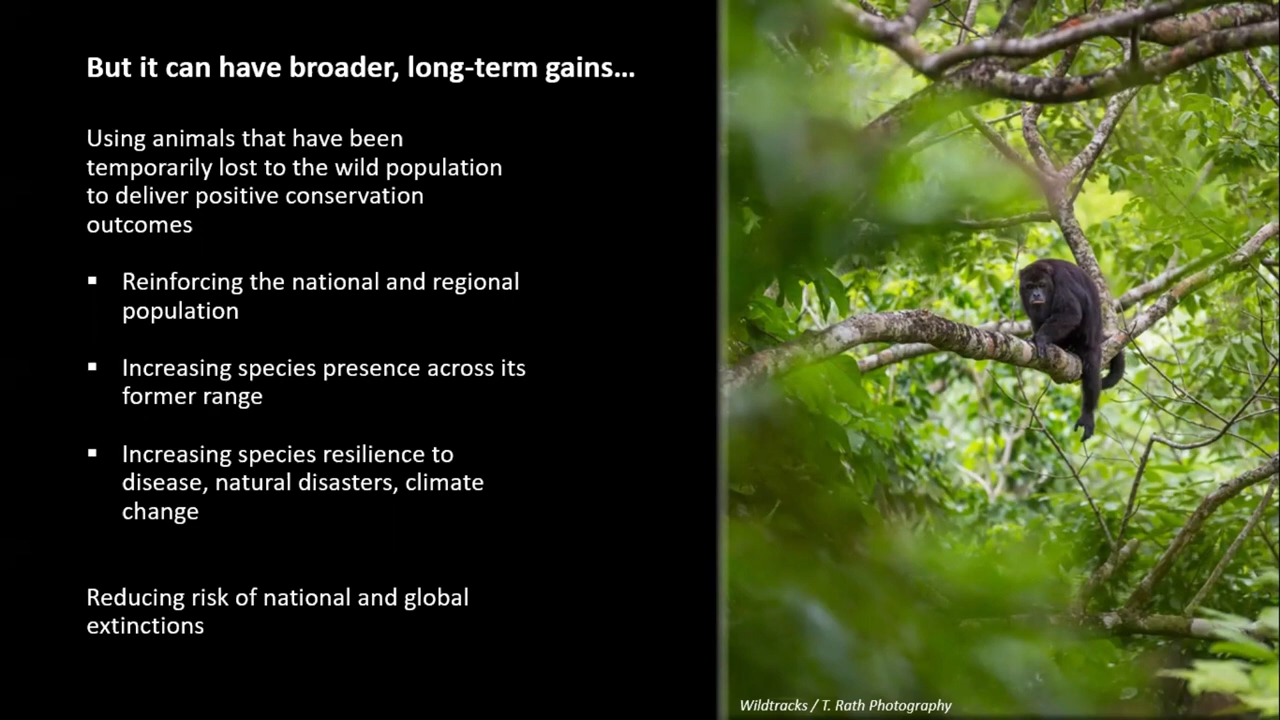 But it can have broader, long-term gains...
Using animals that have been
temporarily lost to the wild population
to deliver positive conservation
outcomes
▪ Reinforcing the national and regional
population
▪ Increasing species presence across its
former range
▪ Increasing species resilience to
disease, natural disasters, climate
change
Reducing risk of national and global
extinctions
Wildtracks / T. Rath Photography